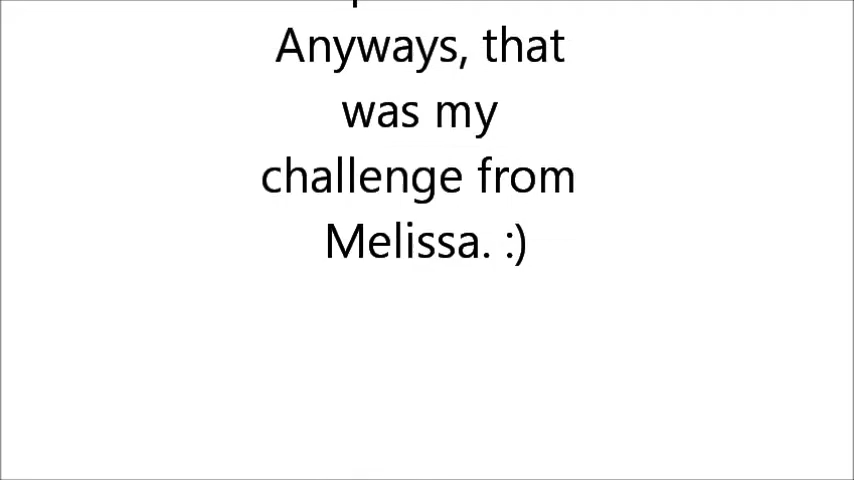 Anyways, that
was my
challenge from
Melissa. :)